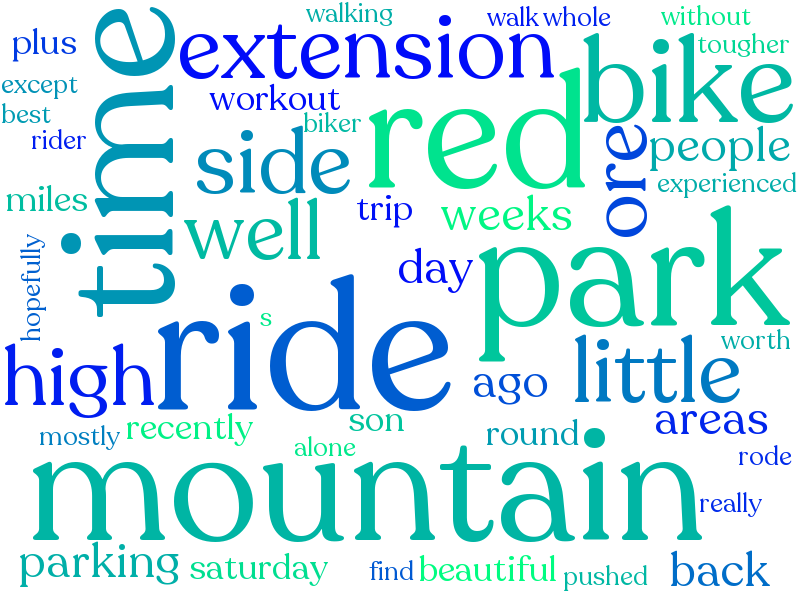 walking
walk
whole
without
plus
time
extension
bike
tougher
except
workout
best
biker
red
rider
side
ore
people
experienced
miles
trip
weeks
well
park
hopefully
day
s
ride
worth
high
ago
little
son
areas
mostly
recently
round
alone
rode
mountain
really
parking
saturday
find
beautiful
pushed
back